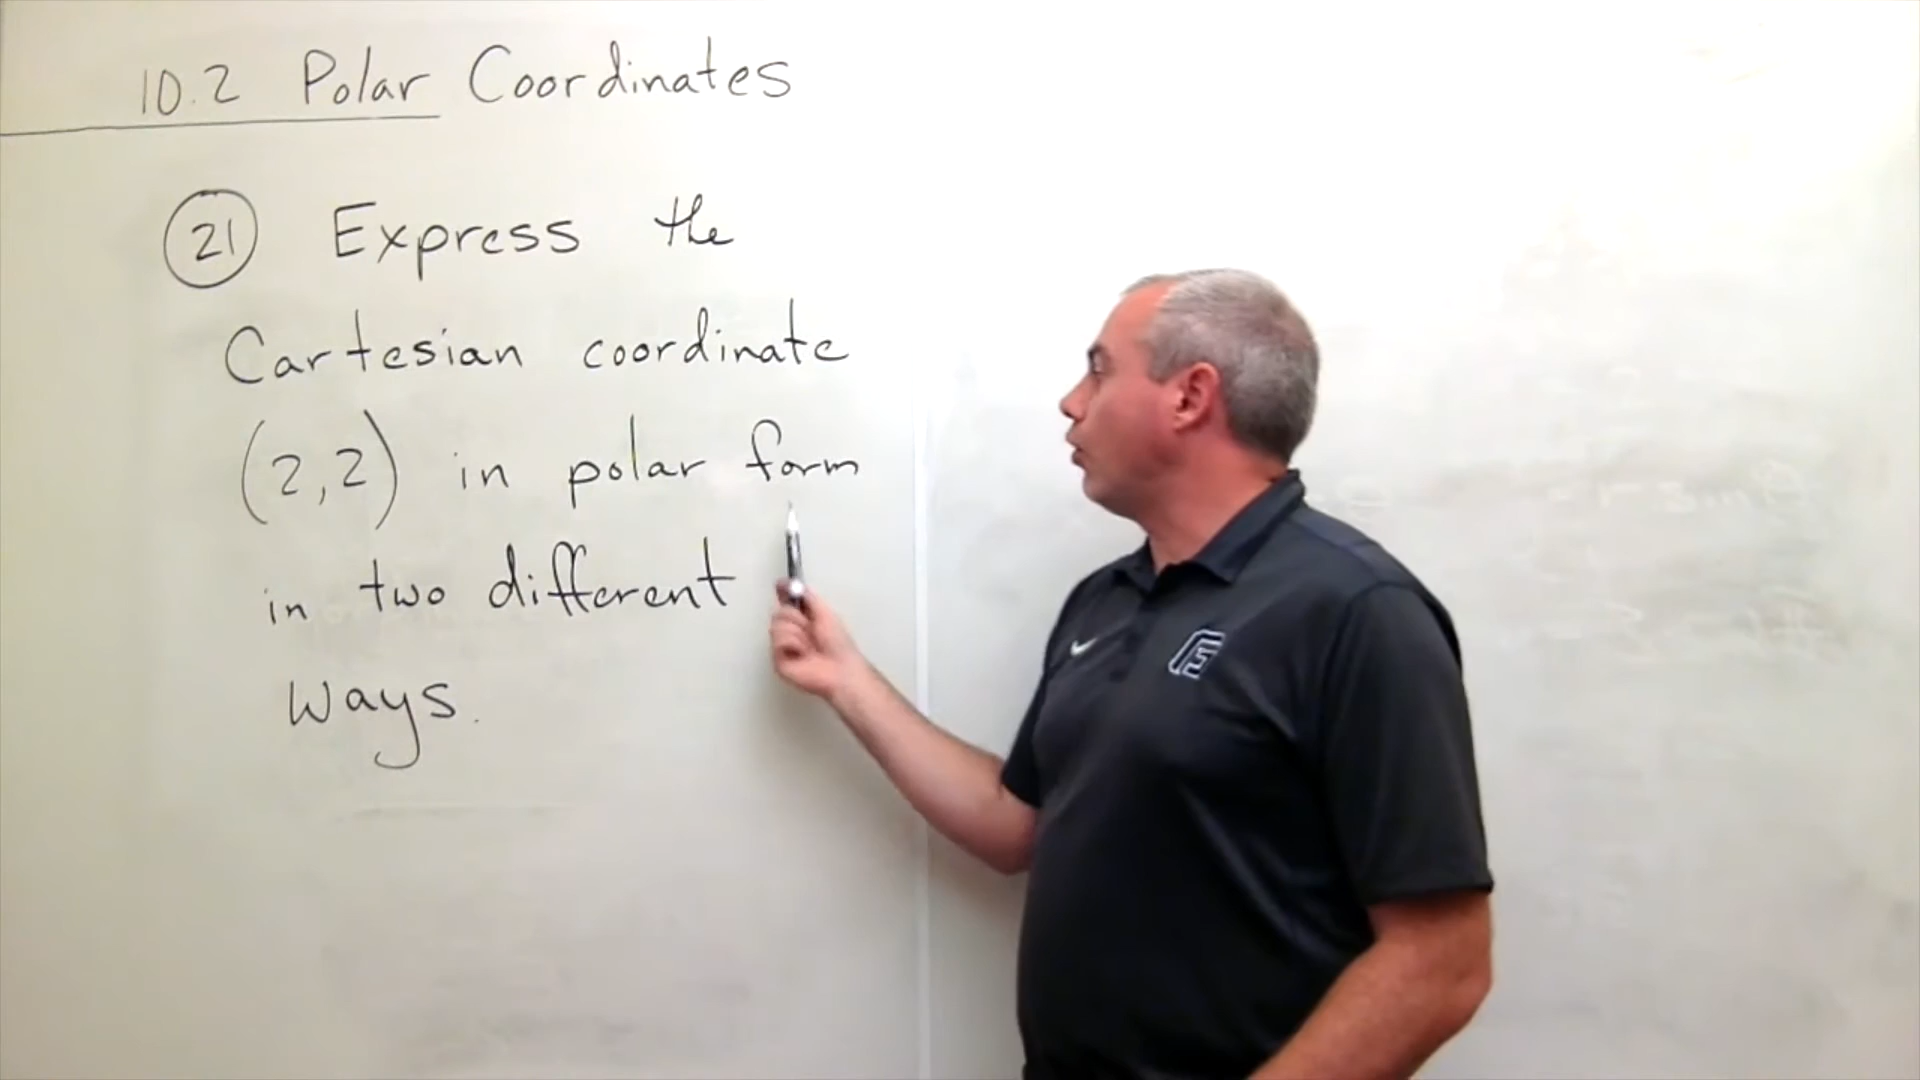 10.2 Polar Coordinates
21 Express the
Cartesian coordinate
(2,2) in polar form
in two different
ways.